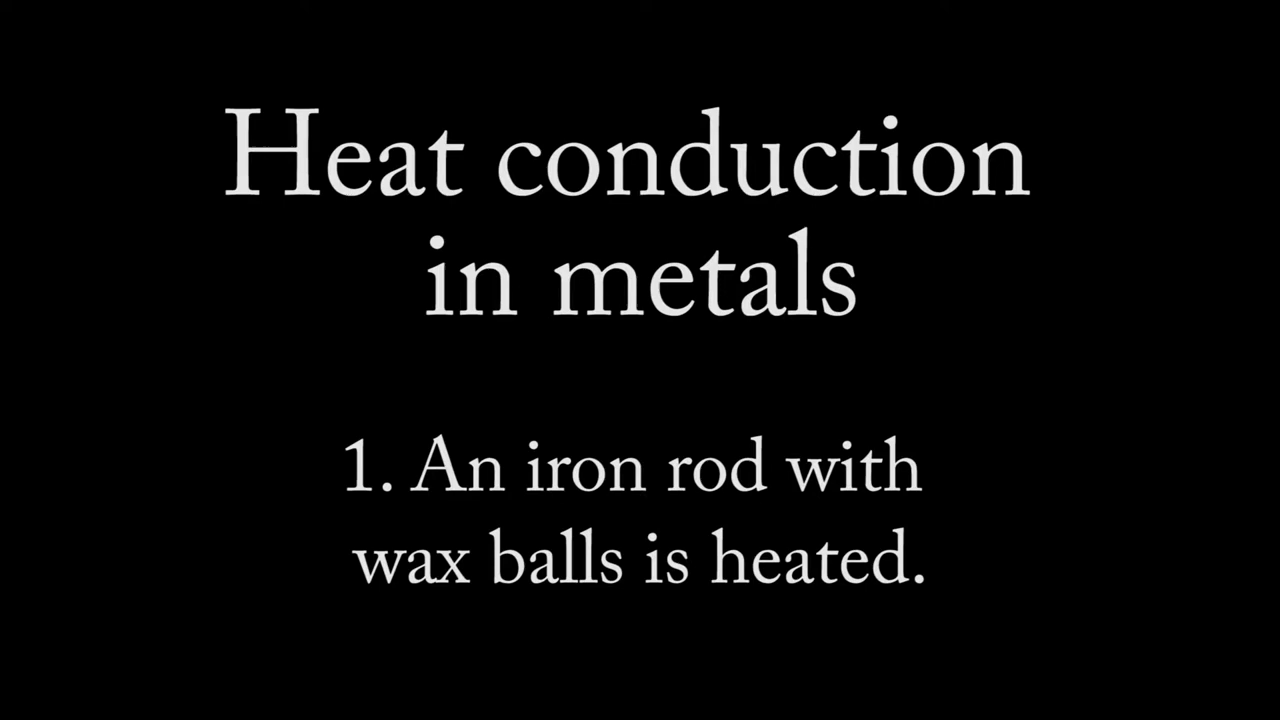 Heat conduction
in metals
1. An iron rod with
wax balls is heated.